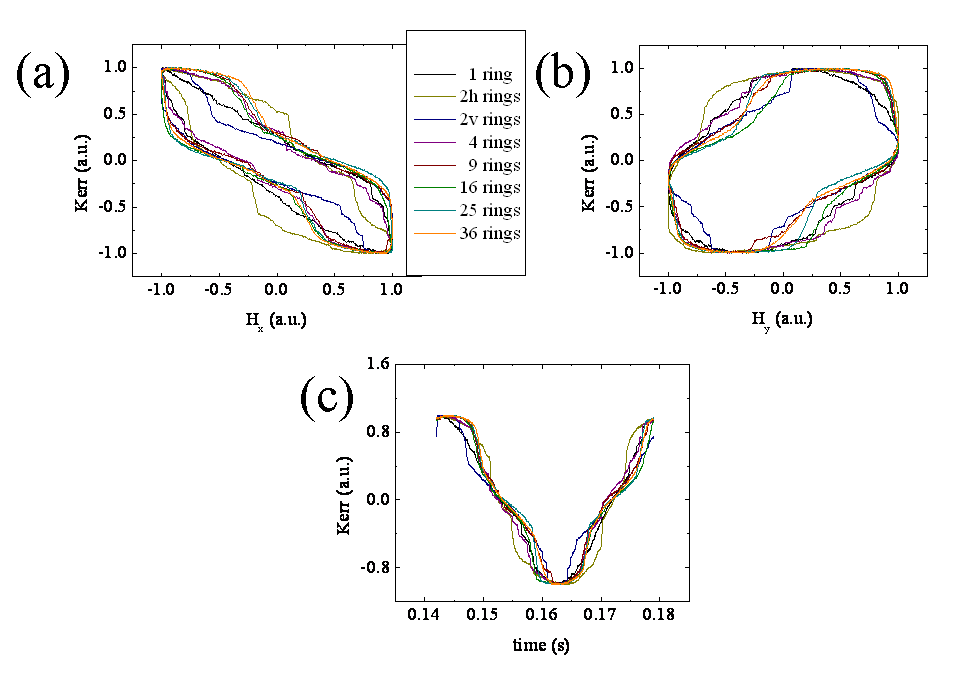 (a)
1.0
0.5
0.0
-0.5
-1.0
Kerr (a.u.)
-1.0 -0.5 0.0 0.5 1.0
Hx (a.u.)
1 ring
2h rings
2v rings
4 rings
9 rings
16 rings
25 rings
36 rings
(b)
1.0
0.5
0.0
-0.5
-1.0
Kerr (a.u.)
-1.0 -0.5 0.0 0.5 1.0
Hy (a.u.)
(c)
1.6
0.8
0.0
-0.8
Kerr (a.u.)
0.14 0.15 0.16 0.17 0.18
time (s)